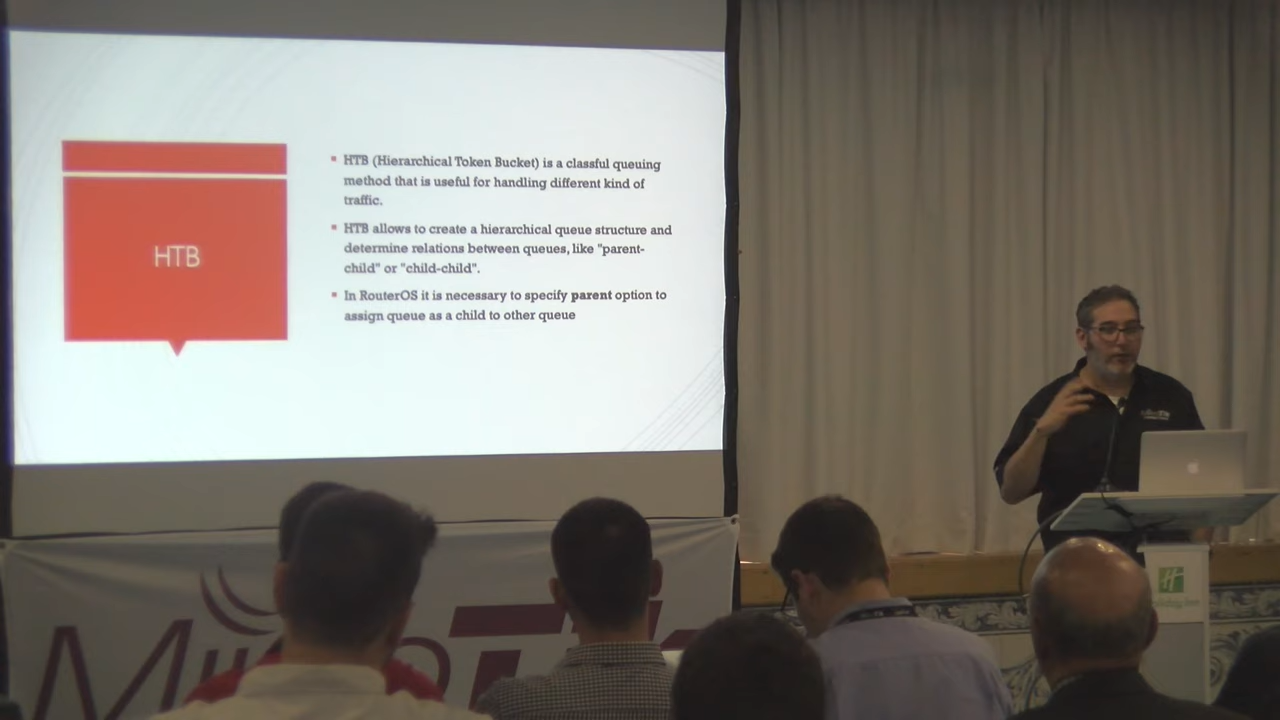 HTB
▪ HTB (Hierarchical Token Bucket) is a classful queuing
method that is useful for handling different kind of
traffic.
▪ HTB allows to create a hierarchical queue structure and
determine relations between queues, like "parent-
child" or "child-child".
▪ In RouterOS it is necessary to specify parent option to
assign queue as a child to other queue
H
Holiday Inn